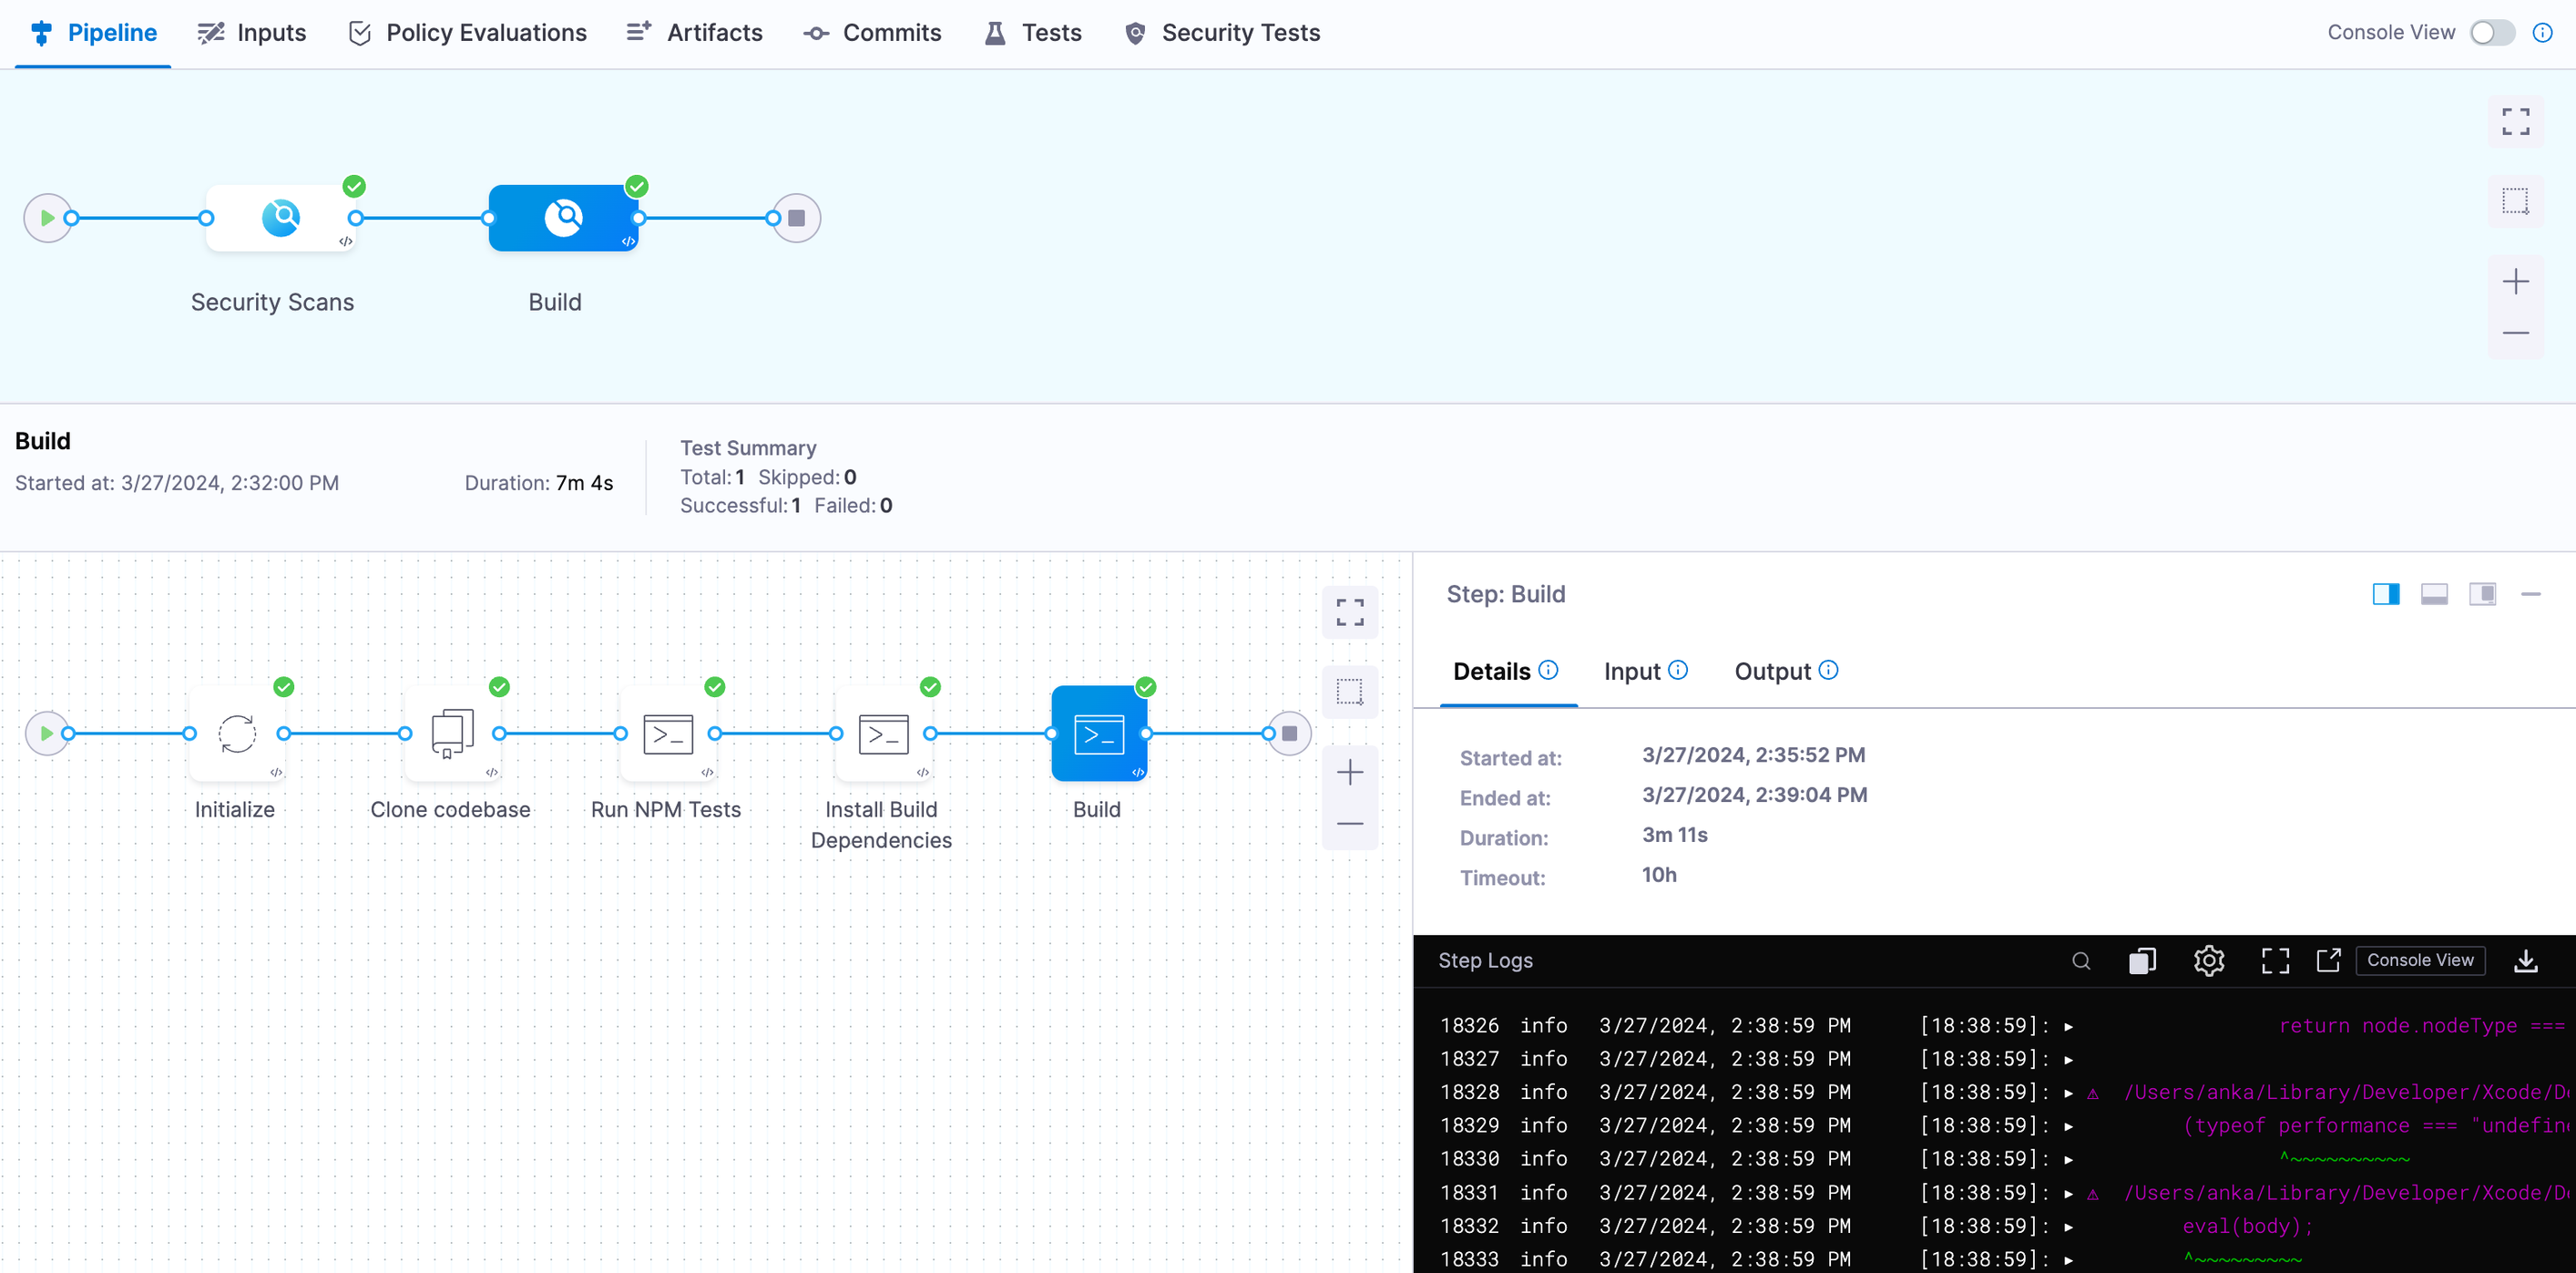 Pipeline Inputs Policy Evaluations Artifacts Commits Tests Security Tests Console View
Security Scans Build
Build
Started at: 3/27/2024, 2:32:00 PM Duration: 7m 4s
Test Summary
Total: 1 Skipped: 0
Successful: 1 Failed: 0
Initialize Clone codebase Run NPM Tests Install Build Dependencies Build
Step: Build
Details Input Output
Started at: 3/27/2024, 2:35:52 PM
Ended at: 3/27/2024, 2:39:04 PM
Duration: 3m 11s
Timeout: 10h
Step Logs Console View
18326 info 3/27/2024, 2:38:59 PM [18:38:59]: ▸ return node.nodeType ===
18327 info 3/27/2024, 2:38:59 PM [18:38:59]: ▸
18328 info 3/27/2024, 2:38:59 PM [18:38:59]: ▸ ⚠ /Users/anka/Library/Developer/Xcode/D
18329 info 3/27/2024, 2:38:59 PM [18:38:59]: ▸ (typeof performance === "undefin
18330 info 3/27/2024, 2:38:59 PM [18:38:59]: ▸ ^~~~~~~~~~~
18331 info 3/27/2024, 2:38:59 PM [18:38:59]: ▸ ⚠ /Users/anka/Library/Developer/Xcode/D
18332 info 3/27/2024, 2:38:59 PM [18:38:59]: ▸ eval(body);
18333 info 3/27/2024, 2:38:59 PM [18:38:59]: ▸ ^~~~~~~~~~